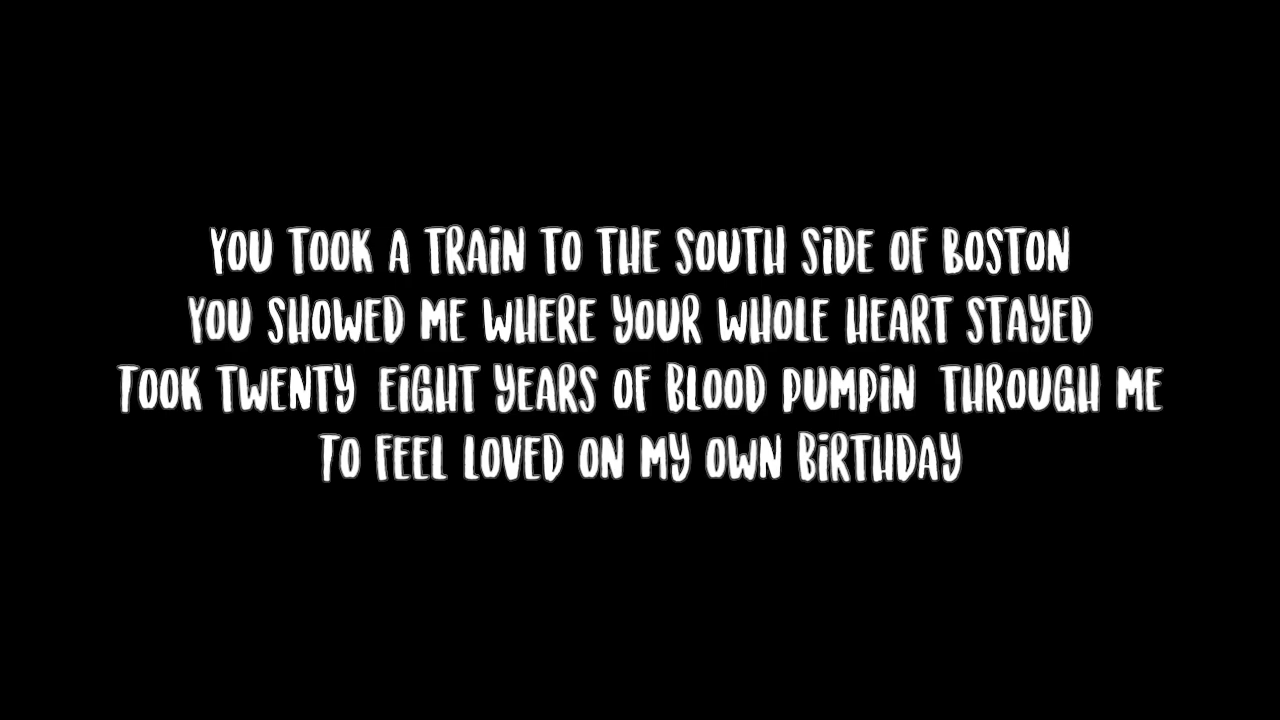 YOU TOOK A TRAIN TO THE SOUTH SIDE OF BOSTON
YOU SHOWED ME WHERE YOUR WHOLE HEART STAYED
TOOK TWENTY EIGHT YEARS OF BLOOD PUMPIN THROUGH ME
TO FEEL LOVED ON MY OWN BIRTHDAY